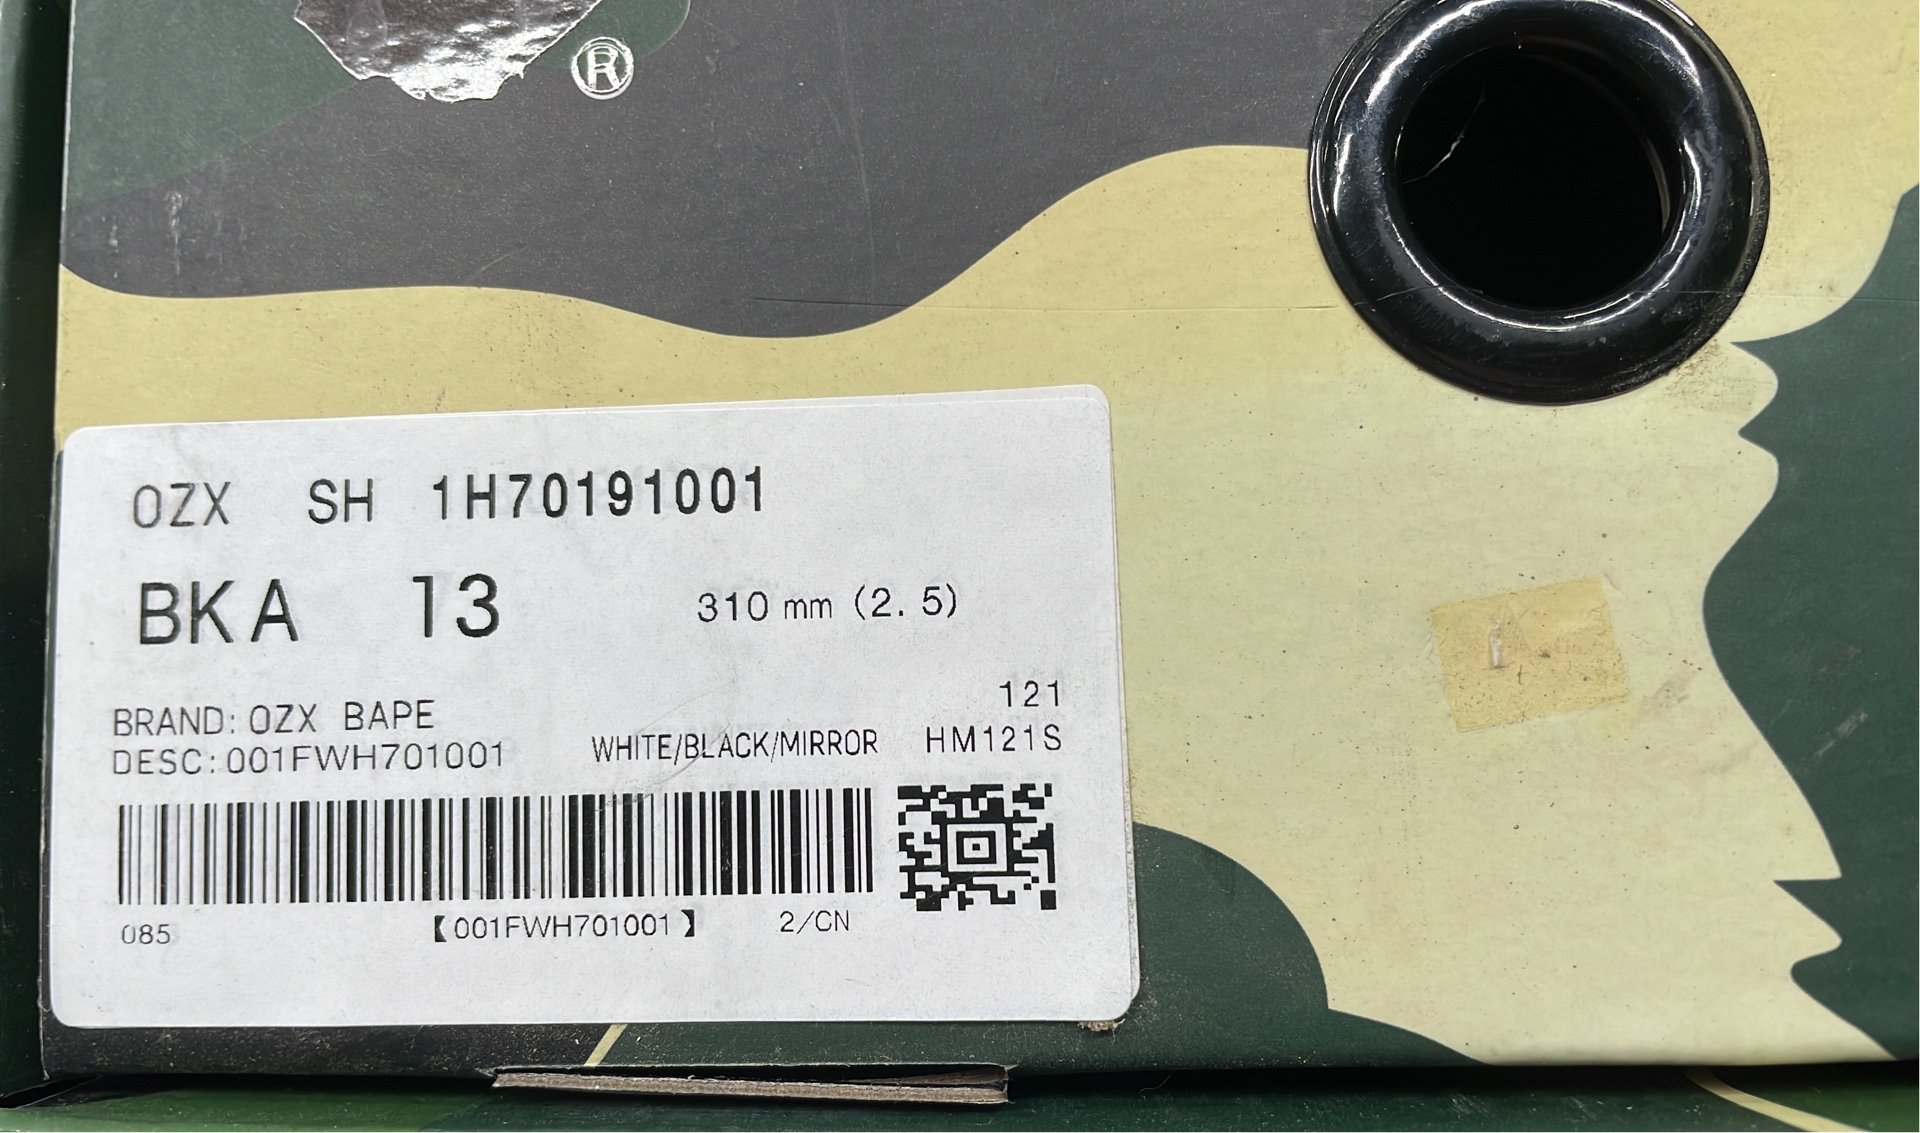 ®
OZX SH 1H70191001
BKA 13 310 mm (2.5)
121
BRAND: OZX BAPE
DESC:001FWH701001 WHITE/BLACK/MIRROR HM121S
085 【001FWH701001】 2/CN